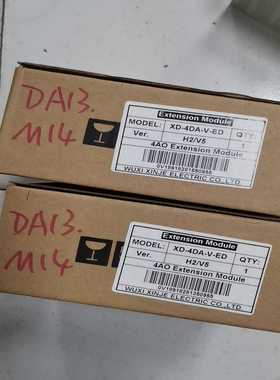 DA13.
M14
Extension Module
MODEL: XD-4DA-V-ED QTY:
Ver. H2/V5 1
4AO Extension Module
WUXI XINJE ELECTRIC CO.,LTD
DA13.
M14
Extension Module
MODEL: XD-4DA-V-ED QTY:
Ver. H2/V5 1
4AO Extension Module
WUXI XINJE ELECTRIC CO.,LTD